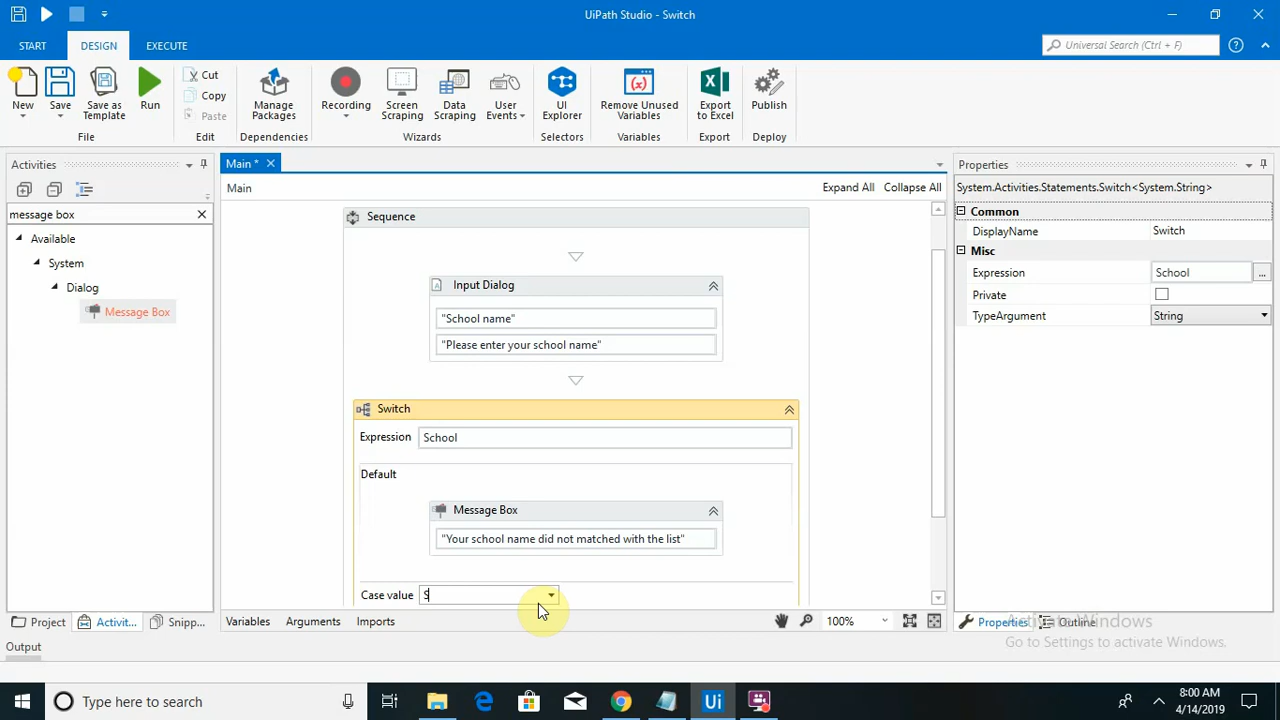 UiPath Studio - Switch
START DESIGN EXECUTE
Universal Search (Ctrl + F)
New Save Save as Template Run
Cut
Copy
Paste
Manage Packages
Recording
Screen Scraping
Data Scraping
User Events
UI Explorer
Remove Unused Variables
Export to Excel
Publish
File Edit Dependencies Wizards Selectors Variables Export Deploy
Activities
message box
Available
System
Dialog
Message Box
Main *
Main
Expand All Collapse All
Sequence
Input Dialog
"School name"
"Please enter your school name"
Switch
Expression School
Default
Message Box
"Your school name did not matched with the list"
Case value S
Properties
System.Activities.Statements.Switch<System.String>
Common
DisplayName Switch
Misc
Expression School ...
Private
TypeArgument String
Project Activit... Snipp...
Variables Arguments Imports
100%
Properties Outline
Activate Windows
Go to Settings to activate Windows.
Output
Type here to search
Ui
8:00 AM
4/14/2019